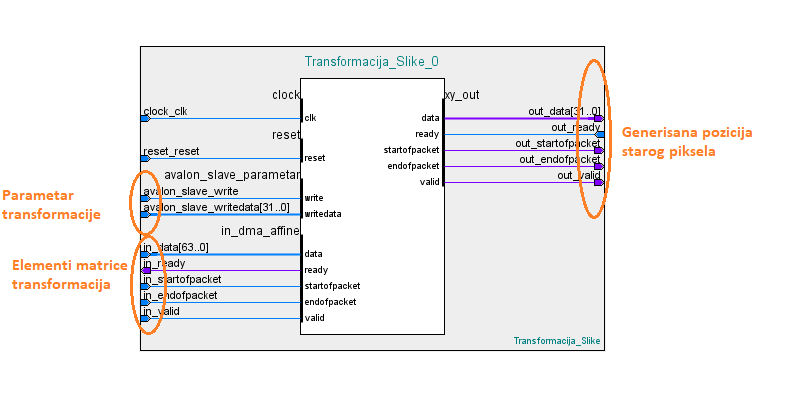 Transformacija_Slike_0
clock
xy_out
clock_clk
clk
data
out_data[31..0]
reset
ready
out_ready
reset_reset
reset
startofpacket
out_startofpacket
endofpacket
out_endofpacket
avalon_slave_parametar
valid
out_valid
avalon_slave_write
write
avalon_slave_writedata[31..0]
writedata
in_dma_affine
in_data[63..0]
data
in_ready
ready
in_startofpacket
startofpacket
in_endofpacket
endofpacket
in_valid
valid
Transformacija_Slike
Parametar
transformacije
Elementi matrice
transformacija
Generisana pozicija
starog piksela